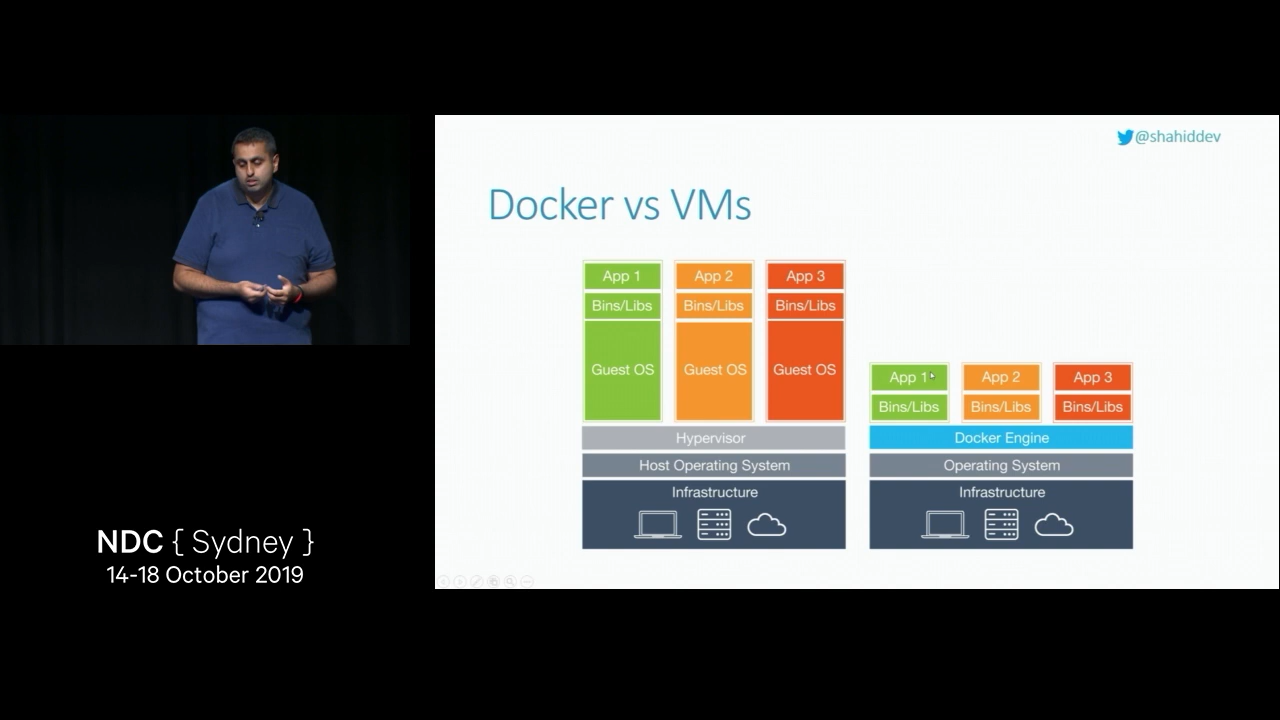 @shahiddev
Docker vs VMs
App 1
App 2
App 3
Bins/Libs
Bins/Libs
Bins/Libs
Guest OS
Guest OS
Guest OS
Hypervisor
Host Operating System
Infrastructure
App 1
App 2
App 3
Bins/Libs
Bins/Libs
Bins/Libs
Docker Engine
Operating System
Infrastructure
NDC { Sydney }
14-18 October 2019